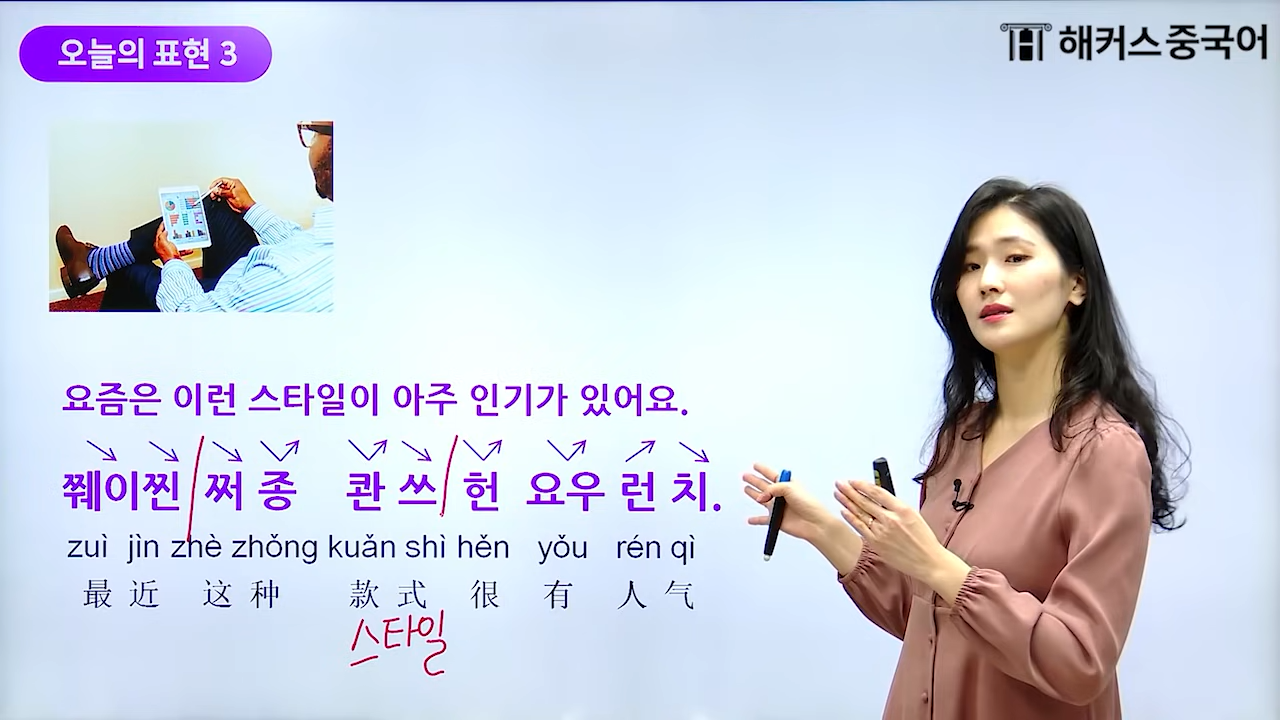 오늘의 표현 3
해커스중국어
요즘은 이런 스타일이 아주 인기가 있어요.
쮀이찐 쩌 종 콴 쓰 헌 요우 런 치.
zuì jìn zhè zhǒng kuǎn shì hěn yǒu rén qì
最近 这种 款式 很 有 人气
스타일